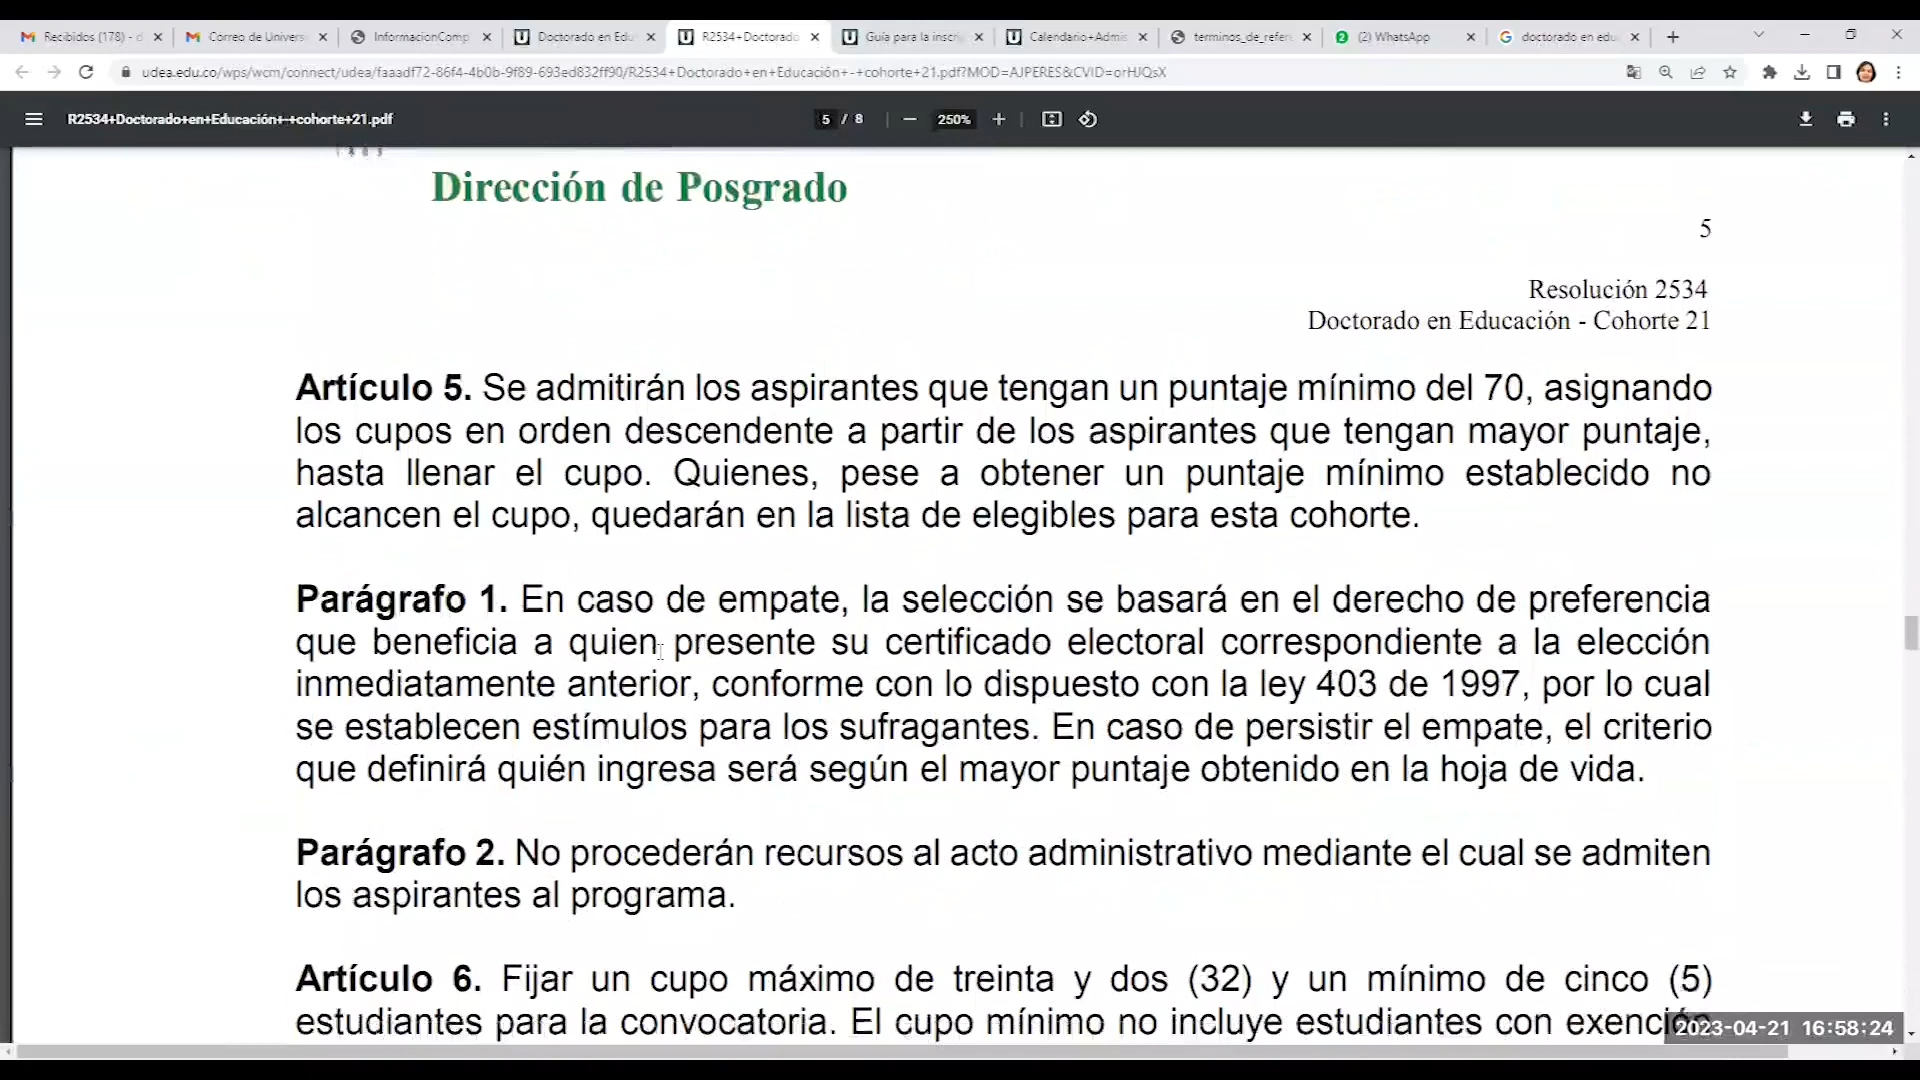 Recibidos (178) - d
Correo de Univers
InformacionComp
Doctorado en Edu
R2534+Doctorado
Guía para la inscri
Calendario+Admis
terminos_de_refer
(2) WhatsApp
doctorado en edu
udea.edu.co/wps/wcm/connect/udea/faaadf72-86f4-4b0b-9f89-693ed832ff90/R2534+Doctorado+en+Educación+-+cohorte+21.pdf?MOD=AJPERES&CVID=orHJQsX
R2534+Doctorado+en+Educación+-+cohorte+21.pdf
5 / 8
250%
Dirección de Posgrado
5
Resolución 2534
Doctorado en Educación - Cohorte 21
Artículo 5. Se admitirán los aspirantes que tengan un puntaje mínimo del 70, asignando
los cupos en orden descendente a partir de los aspirantes que tengan mayor puntaje,
hasta llenar el cupo. Quienes, pese a obtener un puntaje mínimo establecido no
alcancen el cupo, quedarán en la lista de elegibles para esta cohorte.
Parágrafo 1. En caso de empate, la selección se basará en el derecho de preferencia
que beneficia a quien presente su certificado electoral correspondiente a la elección
inmediatamente anterior, conforme con lo dispuesto con la ley 403 de 1997, por lo cual
se establecen estímulos para los sufragantes. En caso de persistir el empate, el criterio
que definirá quién ingresa será según el mayor puntaje obtenido en la hoja de vida.
Parágrafo 2. No procederán recursos al acto administrativo mediante el cual se admiten
los aspirantes al programa.
Artículo 6. Fijar un cupo máximo de treinta y dos (32) y un mínimo de cinco (5)
estudiantes para la convocatoria. El cupo mínimo no incluye estudiantes con exención
2023-04-21 16:58:24